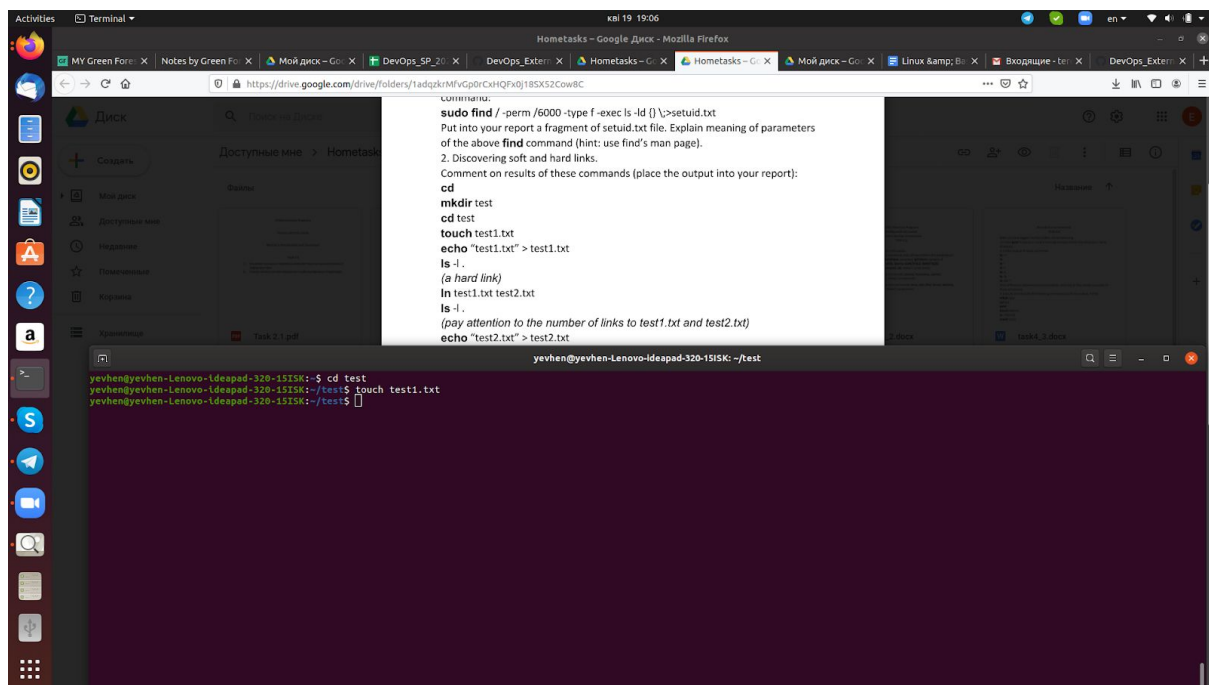 Activities Terminal кві 19 19:06 en
Hometasks – Google Диск - Mozilla Firefox
MY Green Fores Notes by Green For Мой диск – Goo DevOps_SP_20 DevOps_Extern Hometasks – Go Hometasks – Go Мой диск – Goo Linux &amp; Ba Входящие - ter DevOps_Extern
https://drive.google.com/drive/folders/1adqzkrMfvGp0rCxHQFx0j18SX52Cow8C
command:
sudo find / -perm /6000 -type f -exec ls -ld {} \;>setuid.txt
Put into your report a fragment of setuid.txt file. Explain meaning of parameters
of the above find command (hint: use find's man page).
2. Discovering soft and hard links.
Comment on results of these commands (place the output into your report):
cd
mkdir test
cd test
touch test1.txt
echo “test1.txt” > test1.txt
ls -l .
(a hard link)
ln test1.txt test2.txt
ls -l .
(pay attention to the number of links to test1.txt and test2.txt)
echo “test2.txt” > test2.txt
Диск
Создать
Доступные мне > Hometask
Файлы
Название
Мой диск
Доступные мне
Недавние
Помеченные
Корзина
Хранилище
Task 2.1 pdf
task4_3.docx
yevhen@yevhen-Lenovo-ideapad-320-15ISK: ~/test
yevhen@yevhen-Lenovo-ideapad-320-15ISK:~$ cd test
yevhen@yevhen-Lenovo-ideapad-320-15ISK:~/test$ touch test1.txt
yevhen@yevhen-Lenovo-ideapad-320-15ISK:~/test$